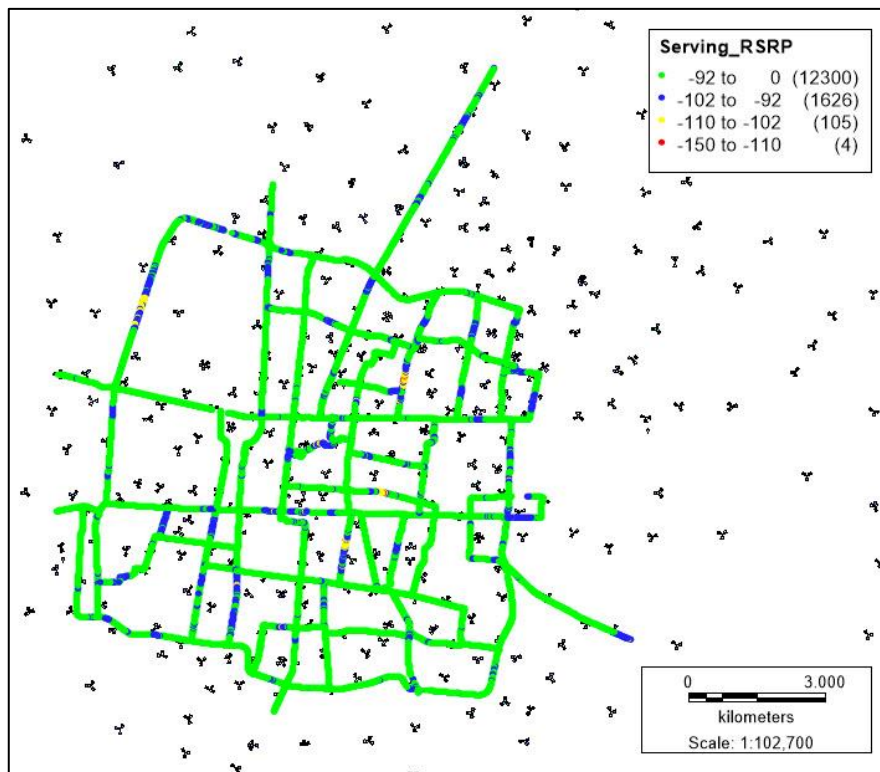 Serving_RSRP
-92 to 0 (12300)
-102 to -92 (1626)
-110 to -102 (105)
-150 to -110 (4)
0 3.000
kilometers
Scale: 1:102,700